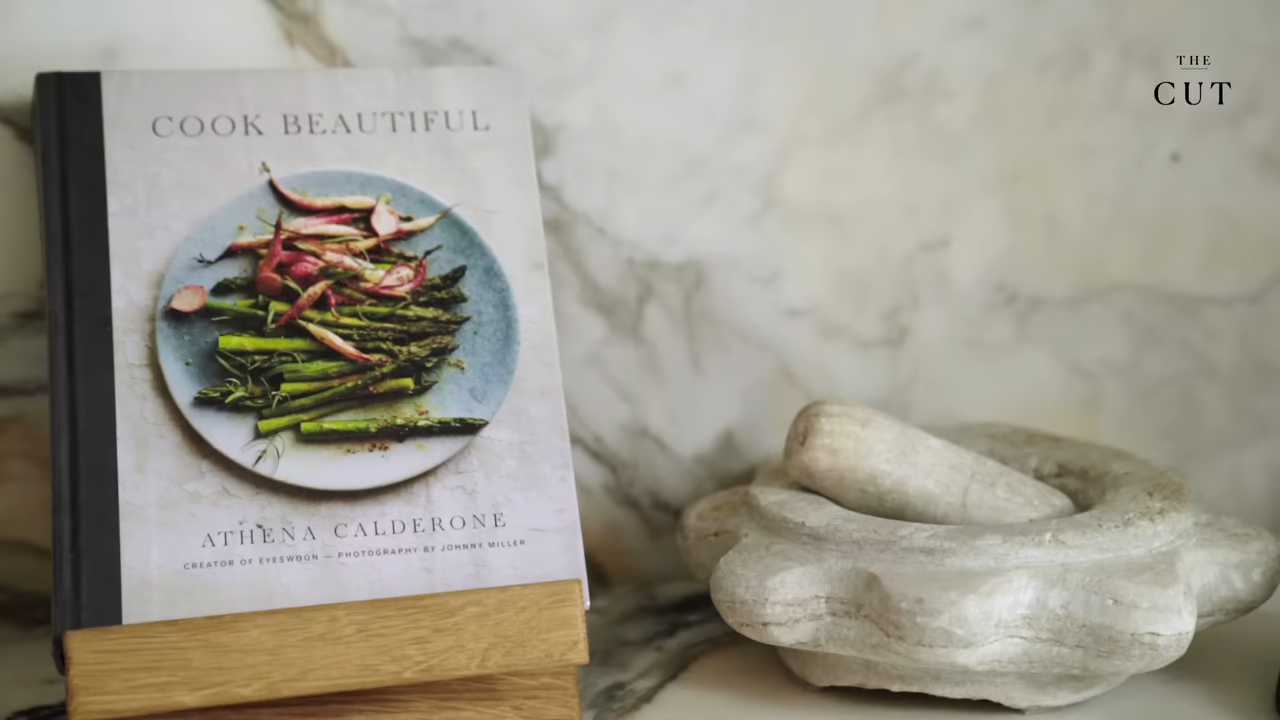 COOK BEAUTIFUL
ATHENA CALDERONE
CREATOR OF EYESWOON — PHOTOGRAPHY BY JOHNNY MILLER
THE
CUT